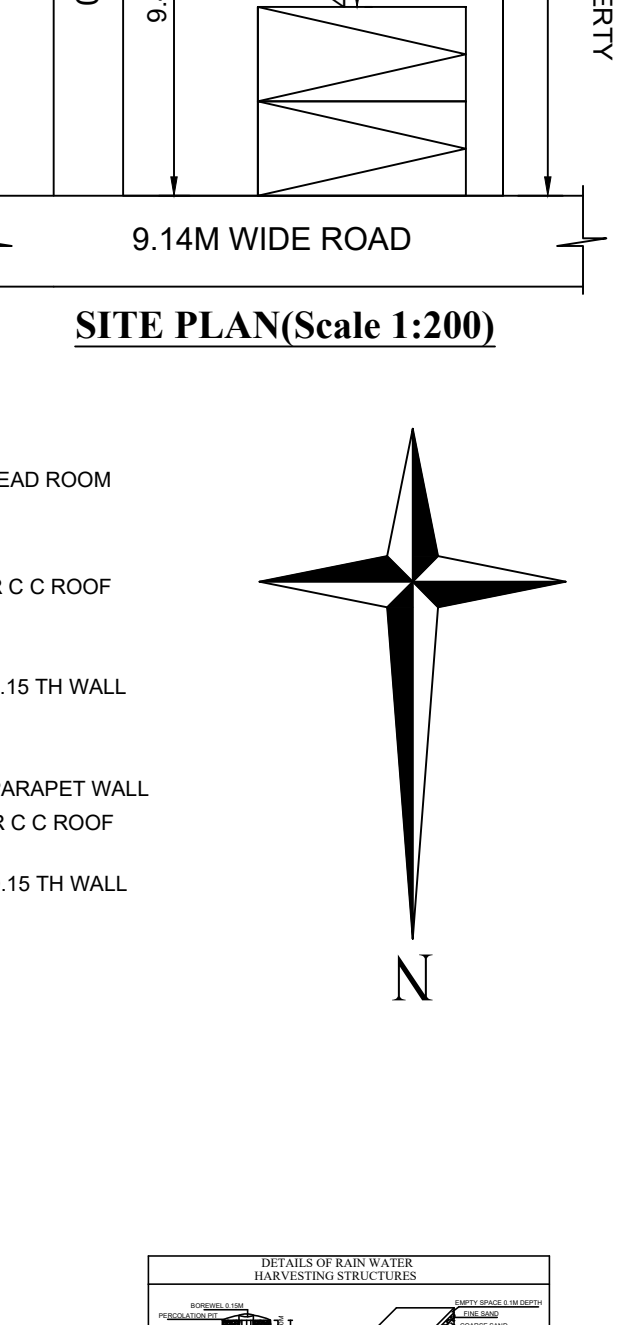 ERTY
9.14M WIDE ROAD
SITE PLAN(Scale 1:200)
EAD ROOM
C C ROOF
.15 TH WALL
PARAPET WALL
R C C ROOF
.15 TH WALL
N
DETAILS OF RAIN WATER
HARVESTING STRUCTURES
BOREWEL 0.15M
PERCOLATION PIT
EMPTY SPACE 0.1M DEPTH
FINE SAND